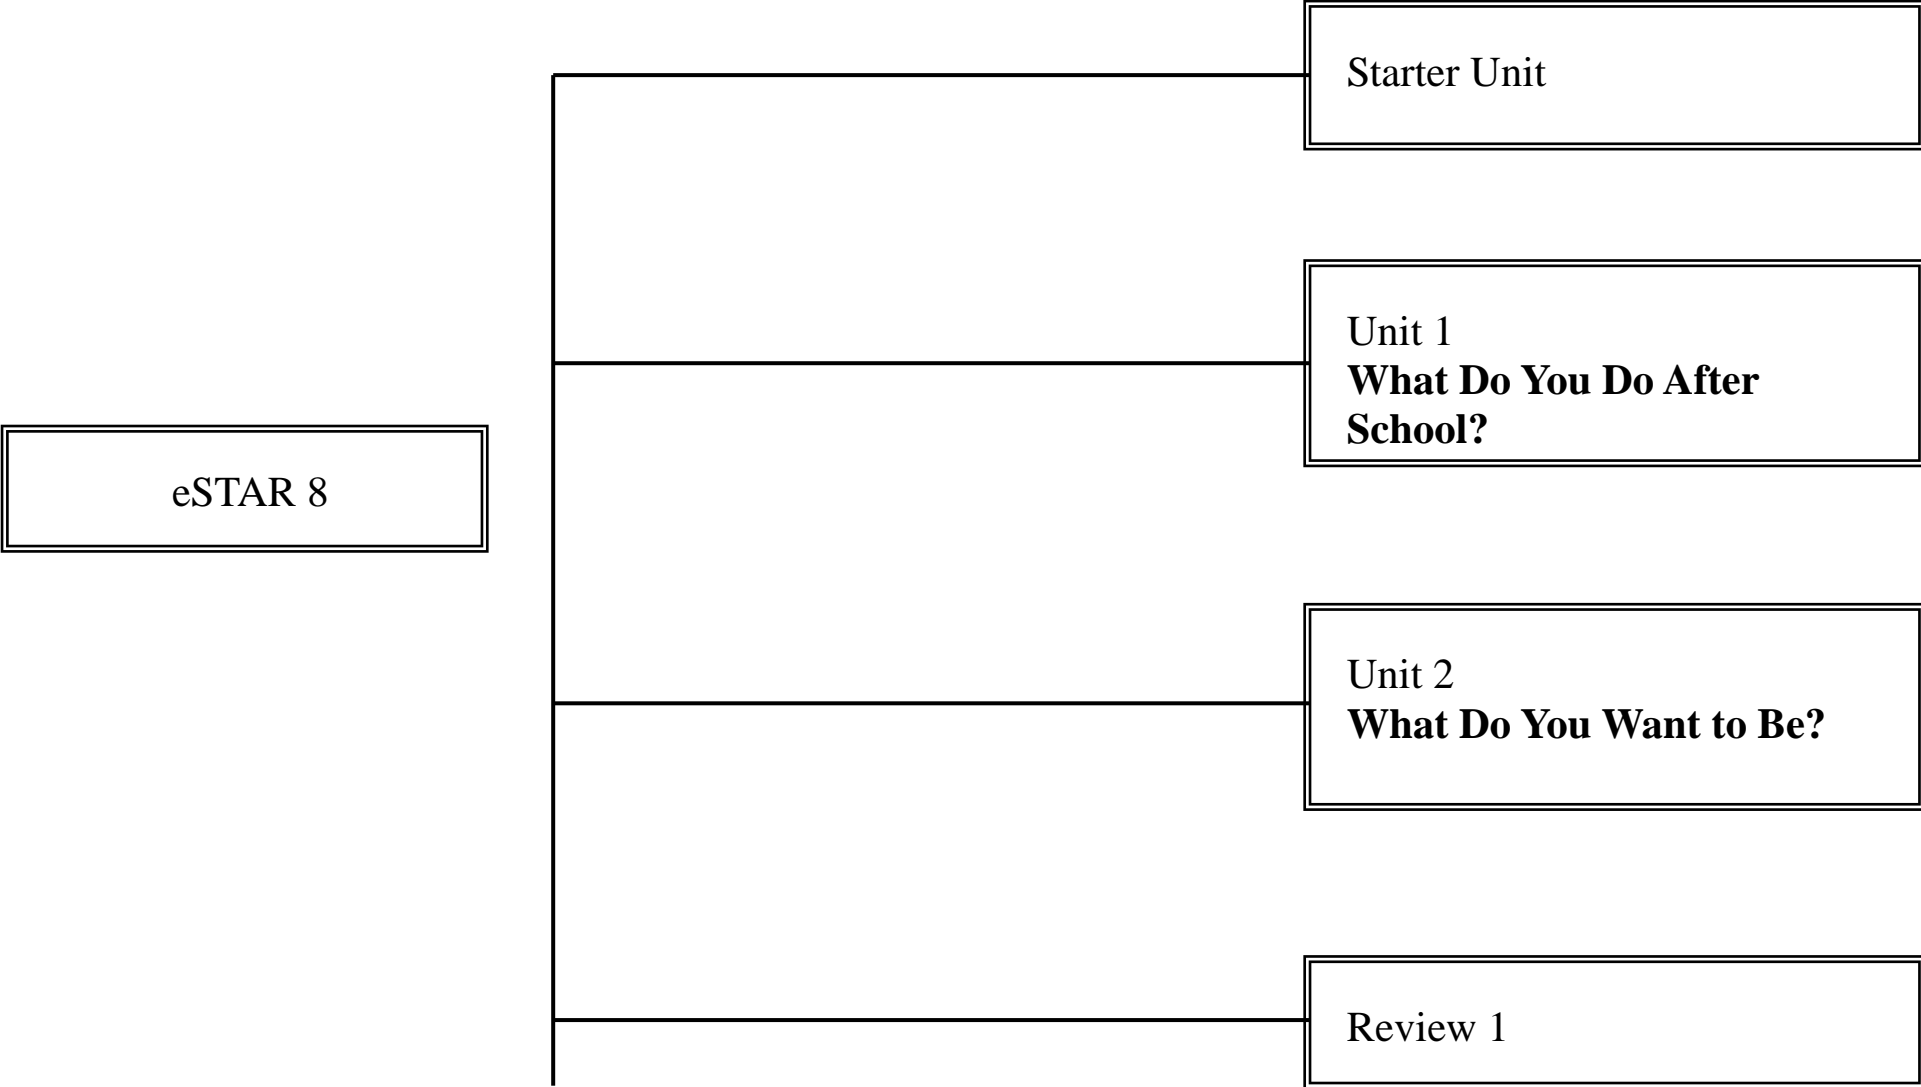 Starter Unit
Unit 1
What Do You Do After
School?
eSTAR 8
Unit 2
What Do You Want to Be?
Review 1